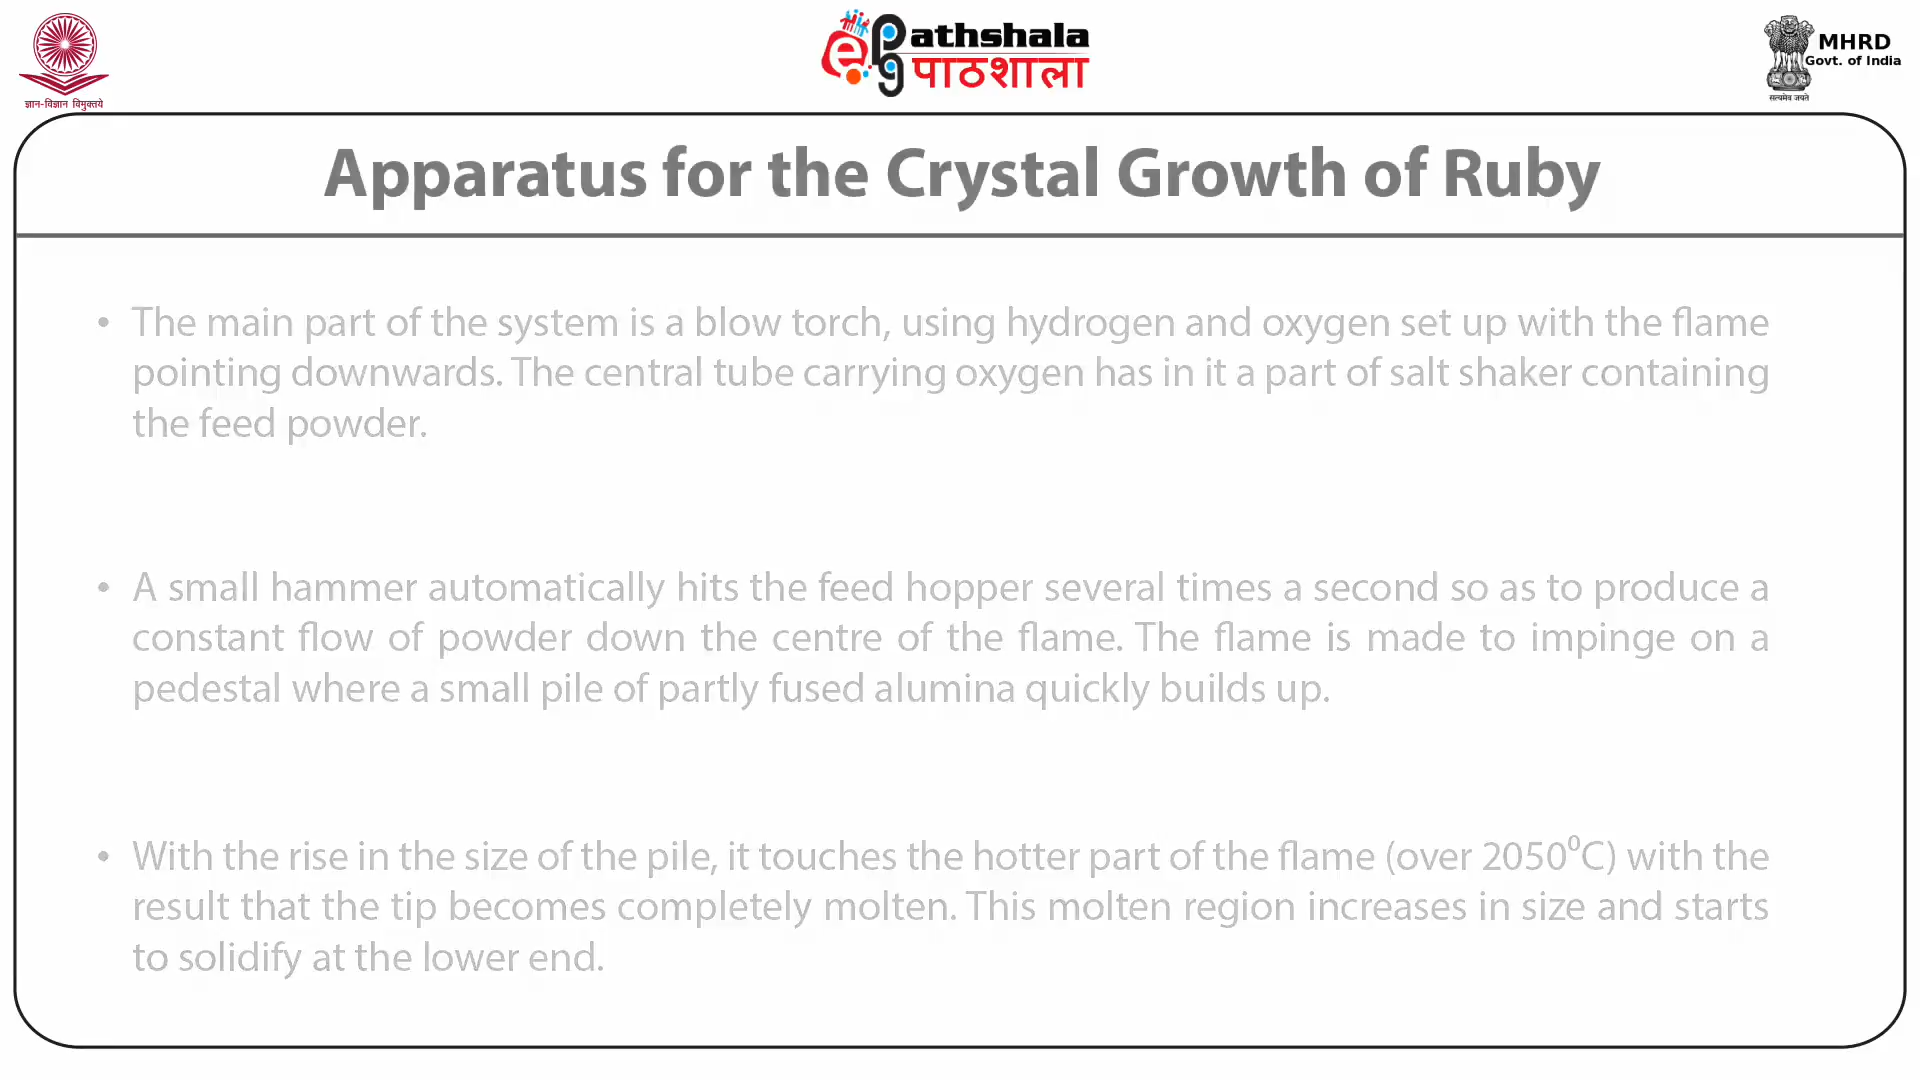 ज्ञान-विज्ञान विमुक्तये
ePathshala
पाठशाला
MHRD
Govt. of India
सत्यमेव जयते
Apparatus for the Crystal Growth of Ruby
• The main part of the system is a blow torch, using hydrogen and oxygen set up with the flame
pointing downwards. The central tube carrying oxygen has in it a part of salt shaker containing
the feed powder.
• A small hammer automatically hits the feed hopper several times a second so as to produce a
constant flow of powder down the centre of the flame. The flame is made to impinge on a
pedestal where a small pile of partly fused alumina quickly builds up.
• With the rise in the size of the pile, it touches the hotter part of the flame (over 2050⁰C) with the
result that the tip becomes completely molten. This molten region increases in size and starts
to solidify at the lower end.